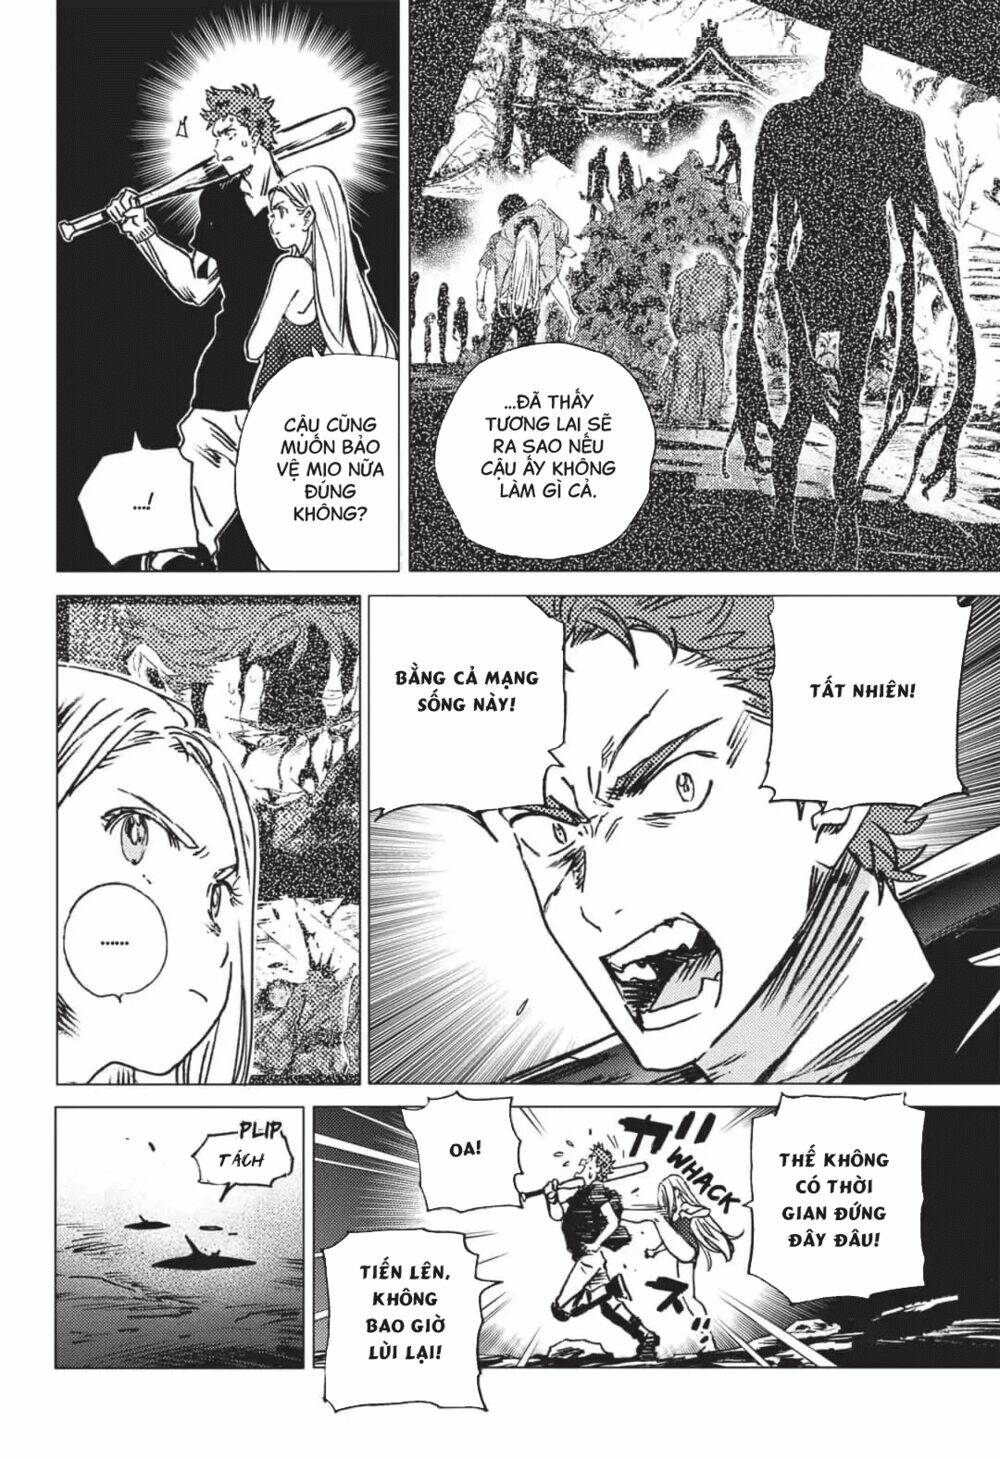 ...ĐÃ THẤY
TƯƠNG LAI SẼ
RA SAO NẾU
CẬU ẤY KHÔNG
LÀM GÌ CẢ.
CẬU CŨNG
MUỐN BẢO
VỆ MIO NỮA
ĐÚNG
KHÔNG?
...!
TẤT NHIÊN!
BẰNG CẢ MẠNG
SỐNG NÀY!
......
THẾ KHÔNG
CÓ THỜI
GIAN ĐỨNG
ĐÂY ĐÂU!
ガッ
WHACK
OA!
TIẾN LÊN,
KHÔNG
BAO GIỜ
LÙI LẠI!
PLIP
TÁCH